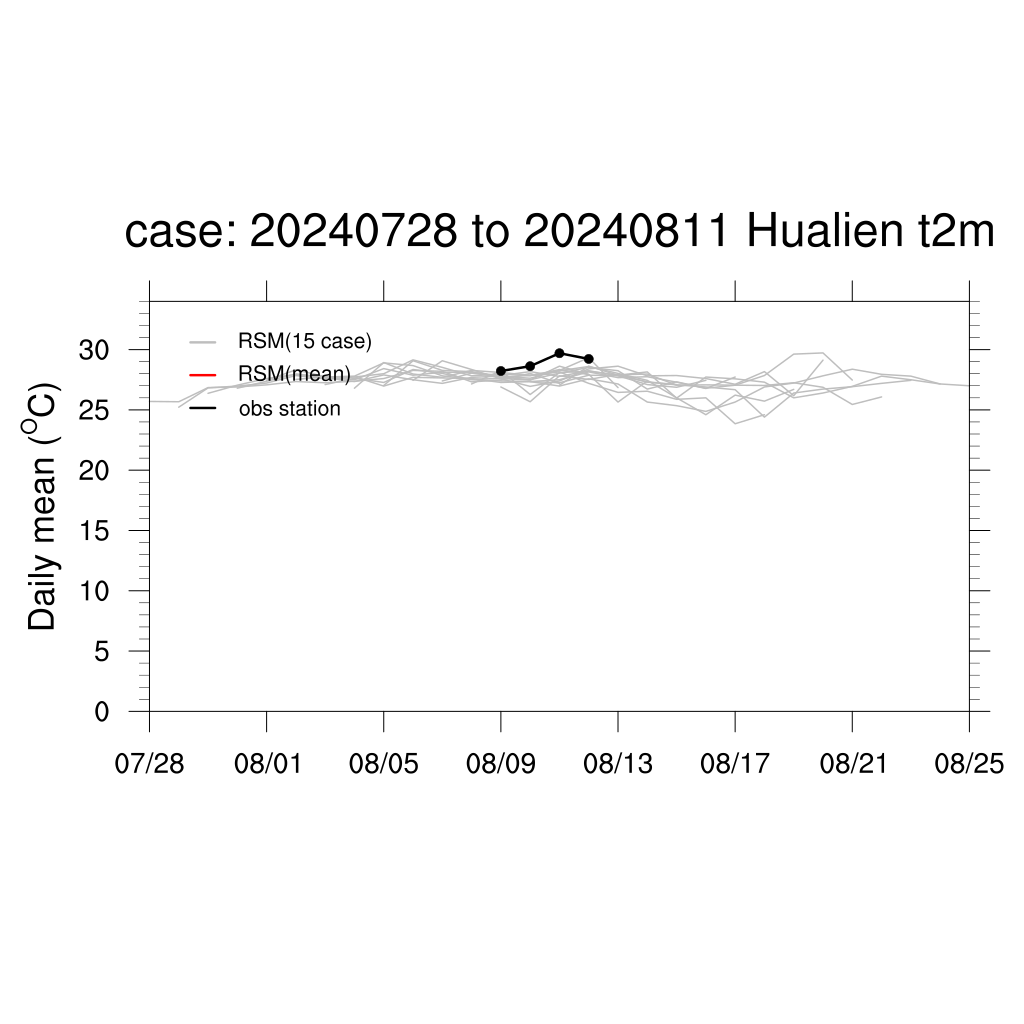 case: 20240728 to 20240811 Hualien t2m
RSM(15 case)
RSM(mean)
obs station
Daily mean (°C)
30
25
20
15
10
5
0
07/28 08/01 08/05 08/09 08/13 08/17 08/21 08/25